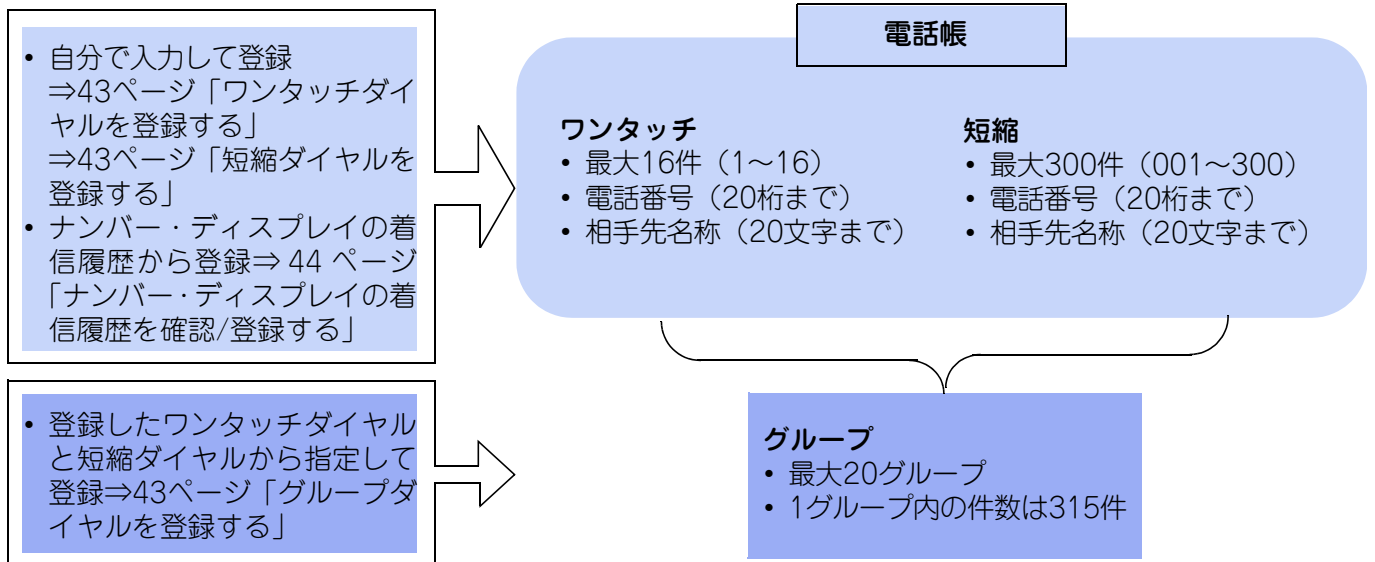 • 自分で入力して登録
⇒43ページ「ワンタッチダイ
ヤルを登録する」
⇒43ページ「短縮ダイヤルを
登録する」
• ナンバー・ディスプレイの着
信履歴から登録⇒ 44 ページ
「ナンバー・ディスプレイの着
信履歴を確認/登録する」
電話帳
ワンタッチ
• 最大16件（1～16）
• 電話番号（20桁まで）
• 相手先名称（20文字まで）
短縮
• 最大300件（001～300）
• 電話番号（20桁まで）
• 相手先名称（20文字まで）
• 登録したワンタッチダイヤル
と短縮ダイヤルから指定して
登録⇒43ページ「グループダ
イヤルを登録する」
グループ
• 最大20グループ
• 1グループ内の件数は315件